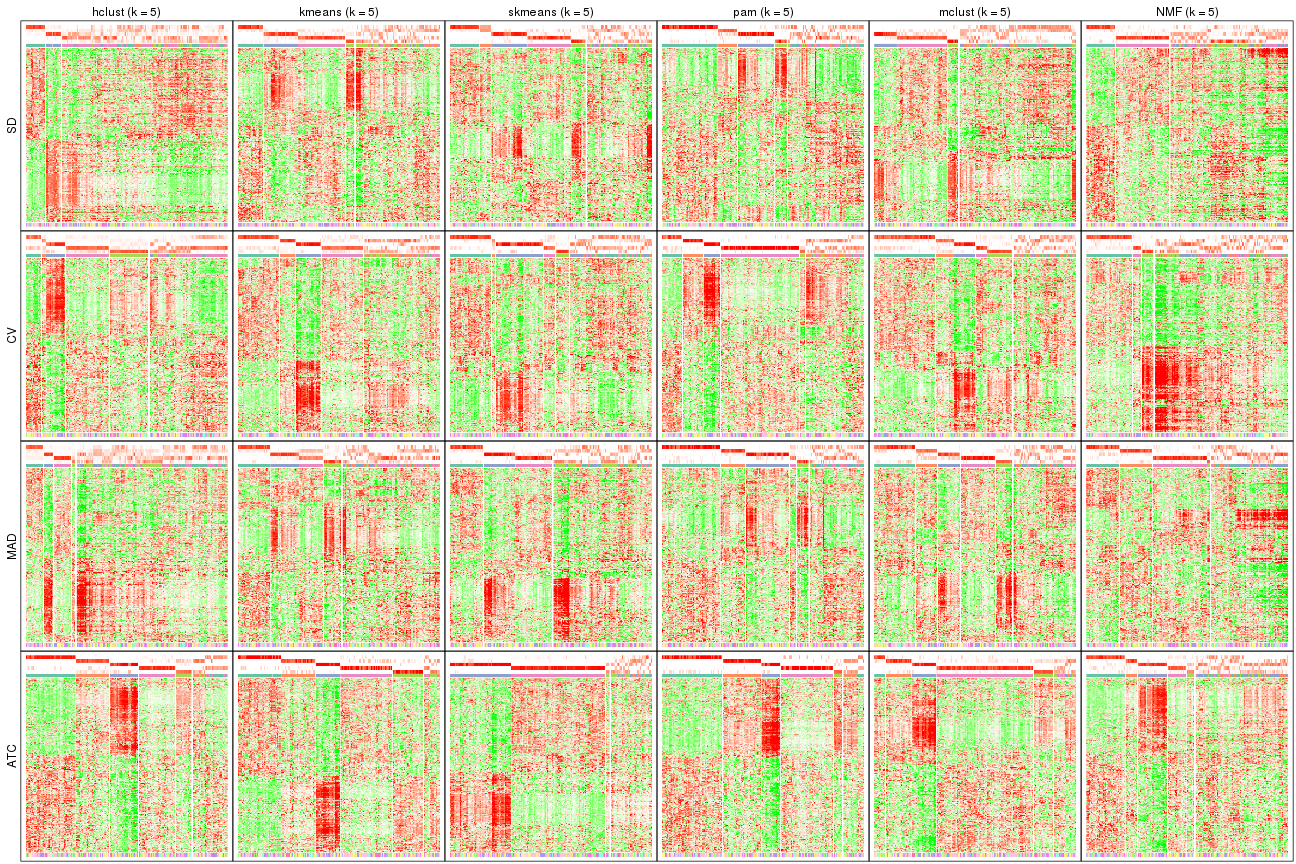 hclust (k = 5) kmeans (k = 5) skmeans (k = 5) pam (k = 5) mclust (k = 5) NMF (k = 5)
SD
CV
MAD
ATC